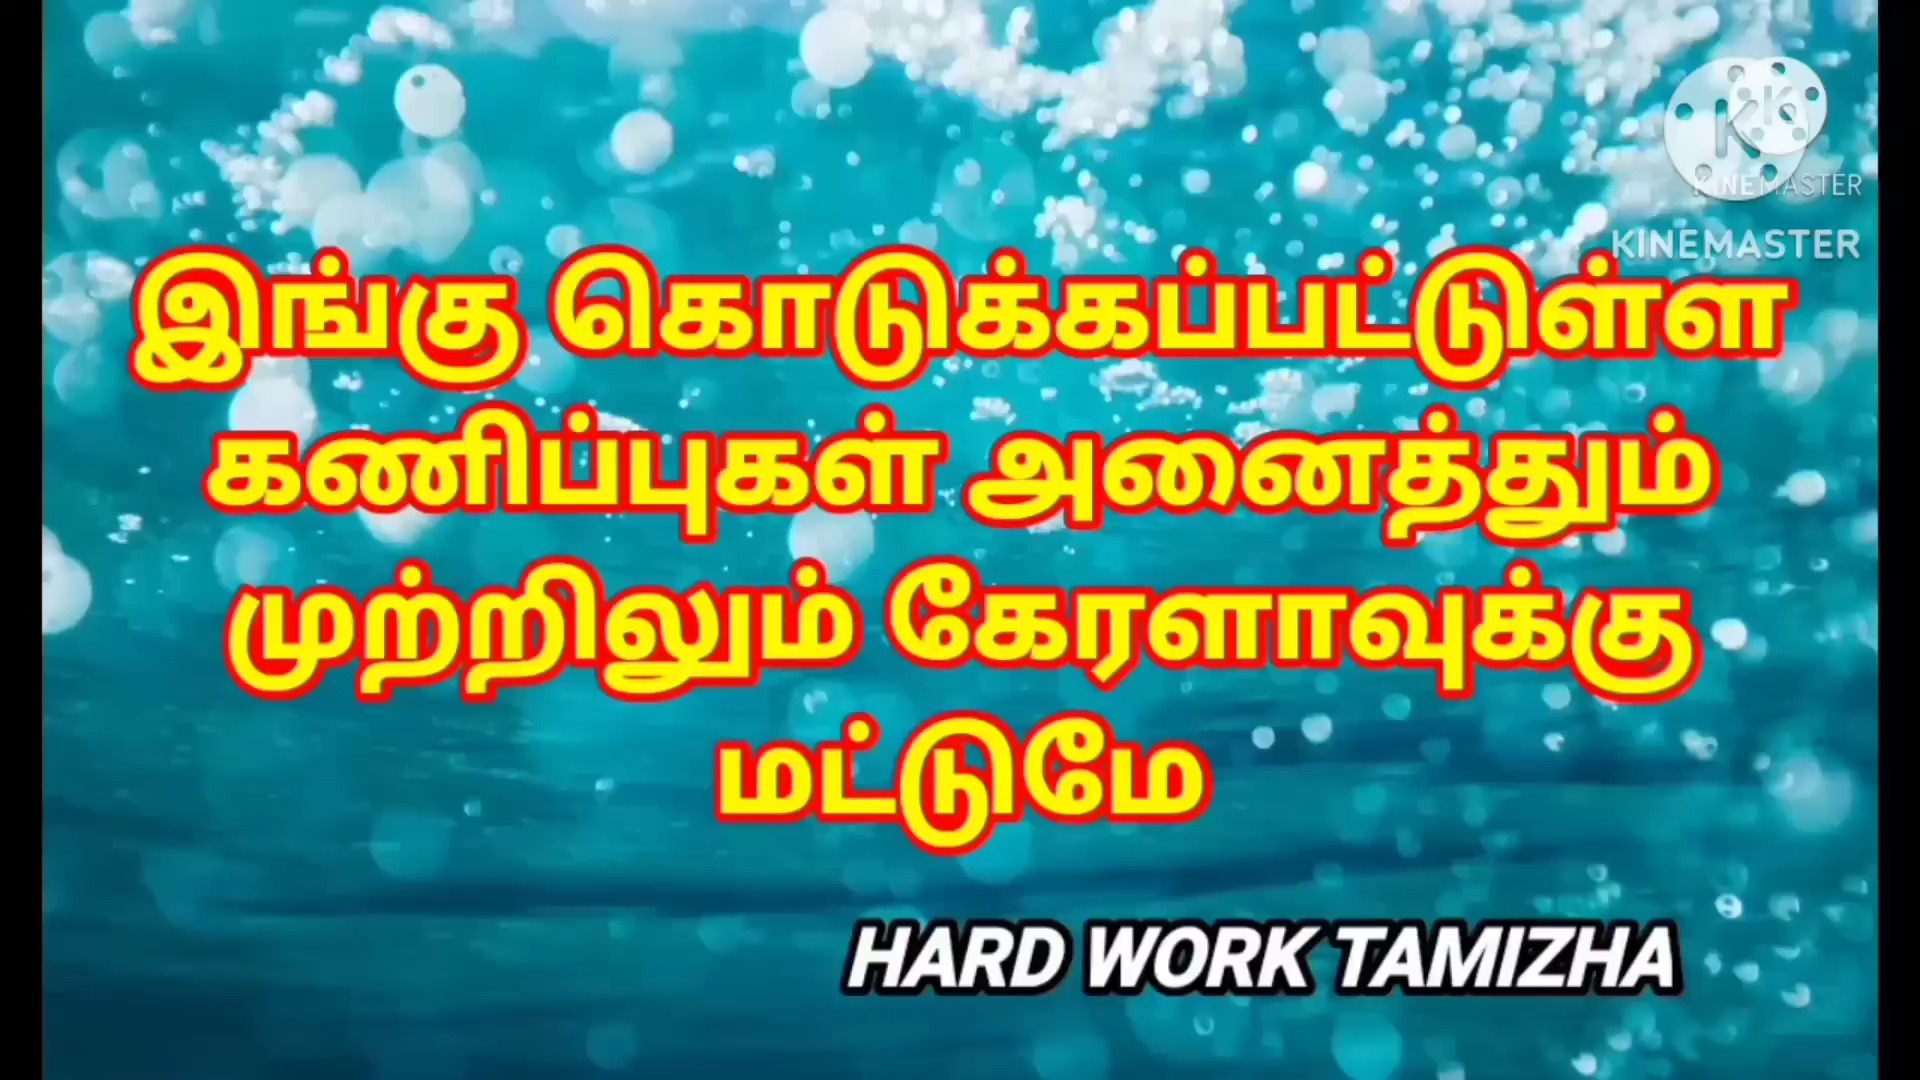 KINEMASTER
KINEMASTER
இங்கு கொடுக்கப்பட்டுள்ள
கணிப்புகள் அனைத்தும்
முற்றிலும் கேரளாவுக்கு
மட்டுமே
HARD WORK TAMIZHA